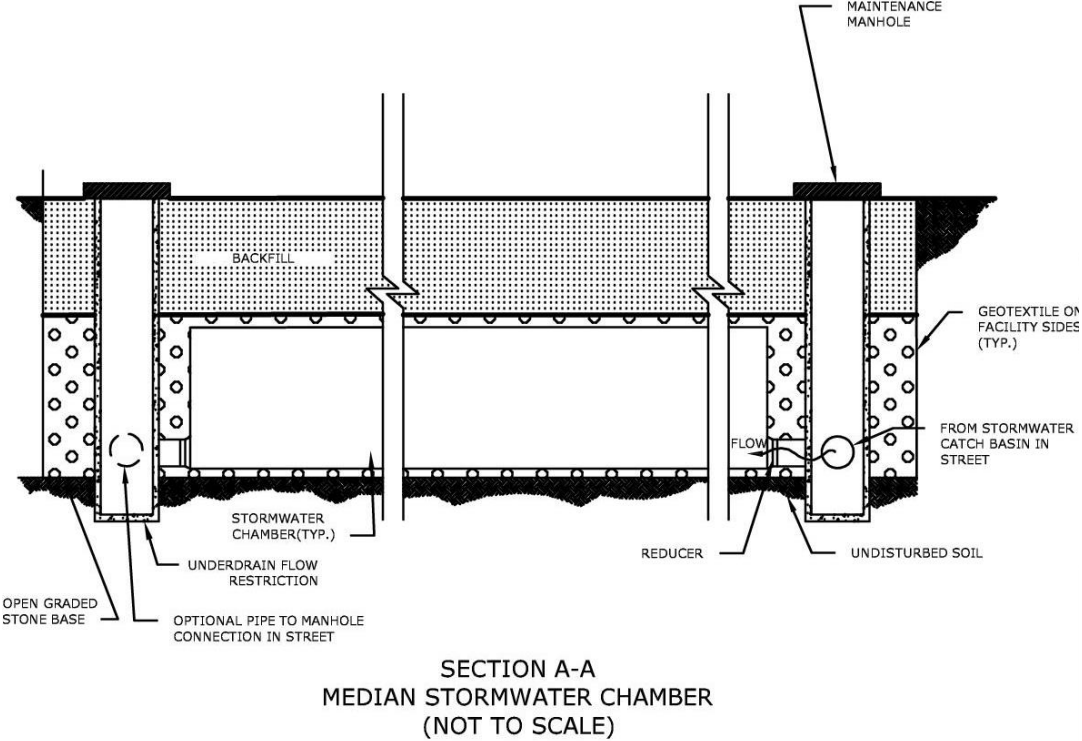 MAINTENANCE
MANHOLE
BACKFILL
GEOTEXTILE ON
FACILITY SIDES
(TYP.)
FLOW
FROM STORMWATER
CATCH BASIN IN
STREET
STORMWATER
CHAMBER(TYP.)
REDUCER
UNDISTURBED SOIL
UNDERDRAIN FLOW
RESTRICTION
OPEN GRADED
STONE BASE
OPTIONAL PIPE TO MANHOLE
CONNECTION IN STREET
SECTION A-A
MEDIAN STORMWATER CHAMBER
(NOT TO SCALE)